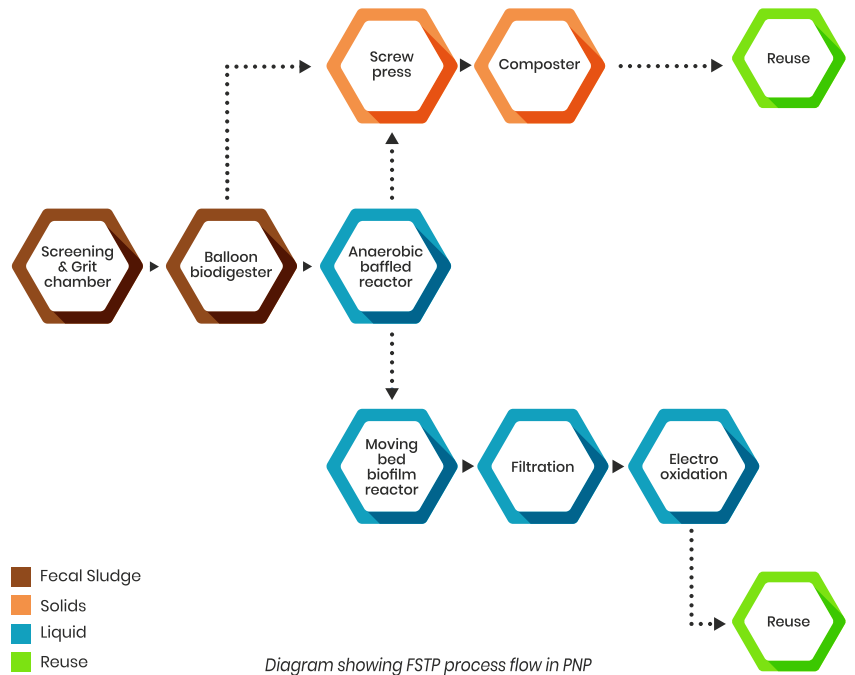 Screw
press
Composter
Reuse
Screening
& Grit
chamber
Balloon
biodigester
Anaerobic
baffled
reactor
Moving
bed
biofilm
reactor
Filtration
Electro
oxidation
Reuse
Fecal Sludge
Solids
Liquid
Reuse
Diagram showing FSTP process flow in PNP